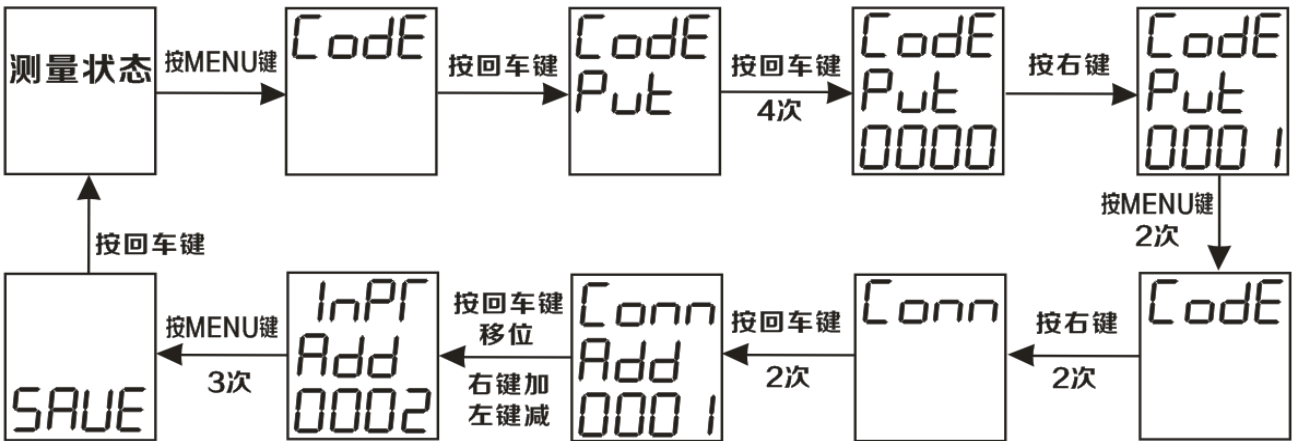 测量状态
按MENU键
CodE
按回车键
CodE
Put
按回车键
4次
CodE
Put
0000
按右键
CodE
Put
0001
按MENU键
2次
CodE
按右键
2次
Conn
按回车键
2次
Conn
Add
0001
按回车键
移位
右键加
左键减
InPT
Add
0002
按MENU键
3次
SAVE
按回车键